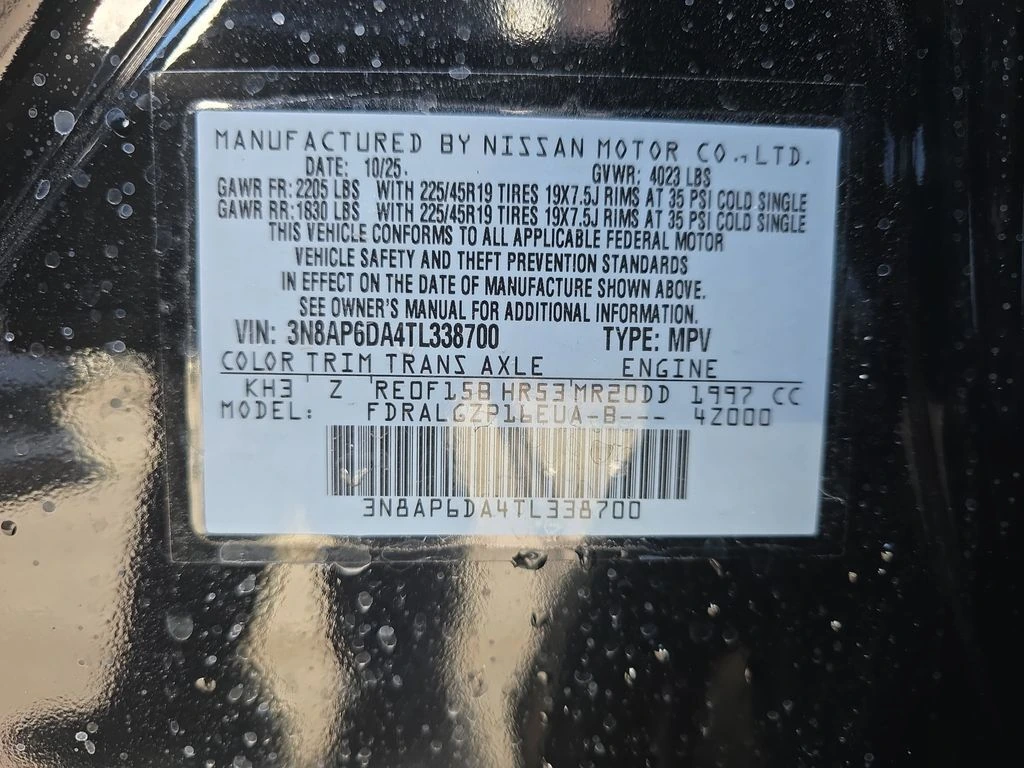 MANUFACTURED BY NISSAN MOTOR CO., LTD.
DATE: 10/25. GVWR: 4023 LBS
GAWR FR: 2205 LBS WITH 225/45R19 TIRES 19X7.5J RIMS AT 35 PSI COLD SINGLE
GAWR RR: 1830 LBS WITH 225/45R19 TIRES 19X7.5J RIMS AT 35 PSI COLD SINGLE
THIS VEHICLE CONFORMS TO ALL APPLICABLE FEDERAL MOTOR
VEHICLE SAFETY AND THEFT PREVENTION STANDARDS
IN EFFECT ON THE DATE OF MANUFACTURE SHOWN ABOVE.
SEE OWNER'S MANUAL FOR ADDITIONAL INFORMATION.
VIN: 3N8AP6DA4TL338700 TYPE: MPV
COLOR TRIM TRANS AXLE ENGINE
KH3 Z RE0F15B HR53 MR20DD 1997 CC
MODEL: FDRALGZP16EUA-B--- 4Z000
3N8AP6DA4TL338700